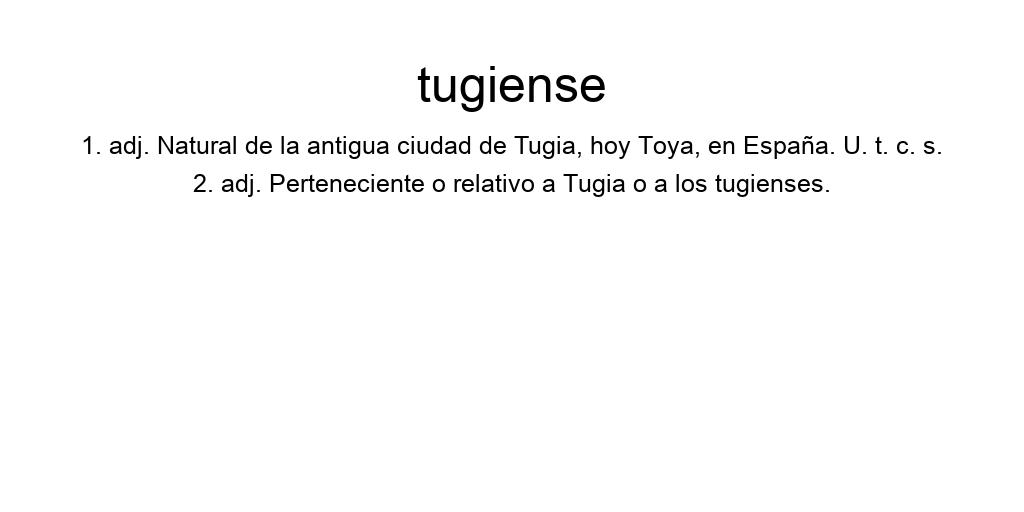 tugiense
1. adj. Natural de la antigua ciudad de Tugia, hoy Toya, en España. U. t. c. s.
2. adj. Perteneciente o relativo a Tugia o a los tugienses.